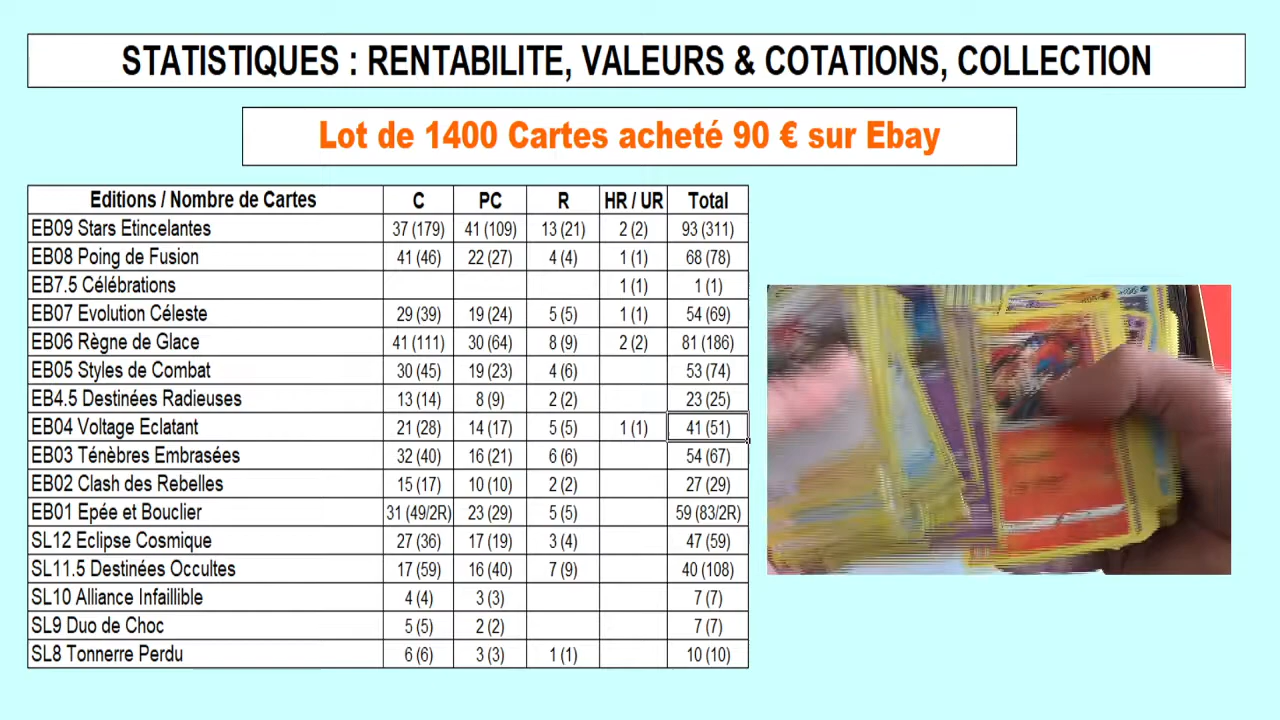 STATISTIQUES : RENTABILITE, VALEURS & COTATIONS, COLLECTION
Lot de 1400 Cartes acheté 90 € sur Ebay
Editions / Nombre de Cartes C PC R HR / UR Total
EB09 Stars Etincelantes 37 (179) 41 (109) 13 (21) 2 (2) 93 (311)
EB08 Poing de Fusion 41 (46) 22 (27) 4 (4) 1 (1) 68 (78)
EB7.5 Célébrations 1 (1) 1 (1)
EB07 Evolution Céleste 29 (39) 19 (24) 5 (5) 1 (1) 54 (69)
EB06 Règne de Glace 41 (111) 30 (64) 8 (9) 2 (2) 81 (186)
EB05 Styles de Combat 30 (45) 19 (23) 4 (6) 53 (74)
EB4.5 Destinées Radieuses 13 (14) 8 (9) 2 (2) 23 (25)
EB04 Voltage Eclatant 21 (28) 14 (17) 5 (5) 1 (1) 41 (51)
EB03 Ténèbres Embrasées 32 (40) 16 (21) 6 (6) 54 (67)
EB02 Clash des Rebelles 15 (17) 10 (10) 2 (2) 27 (29)
EB01 Epée et Bouclier 31 (49/2R) 23 (29) 5 (5) 59 (83/2R)
SL12 Eclipse Cosmique 27 (36) 17 (19) 3 (4) 47 (59)
SL11.5 Destinées Occultes 17 (59) 16 (40) 7 (9) 40 (108)
SL10 Alliance Infaillible 4 (4) 3 (3) 7 (7)
SL9 Duo de Choc 5 (5) 2 (2) 7 (7)
SL8 Tonnerre Perdu 6 (6) 3 (3) 1 (1) 10 (10)